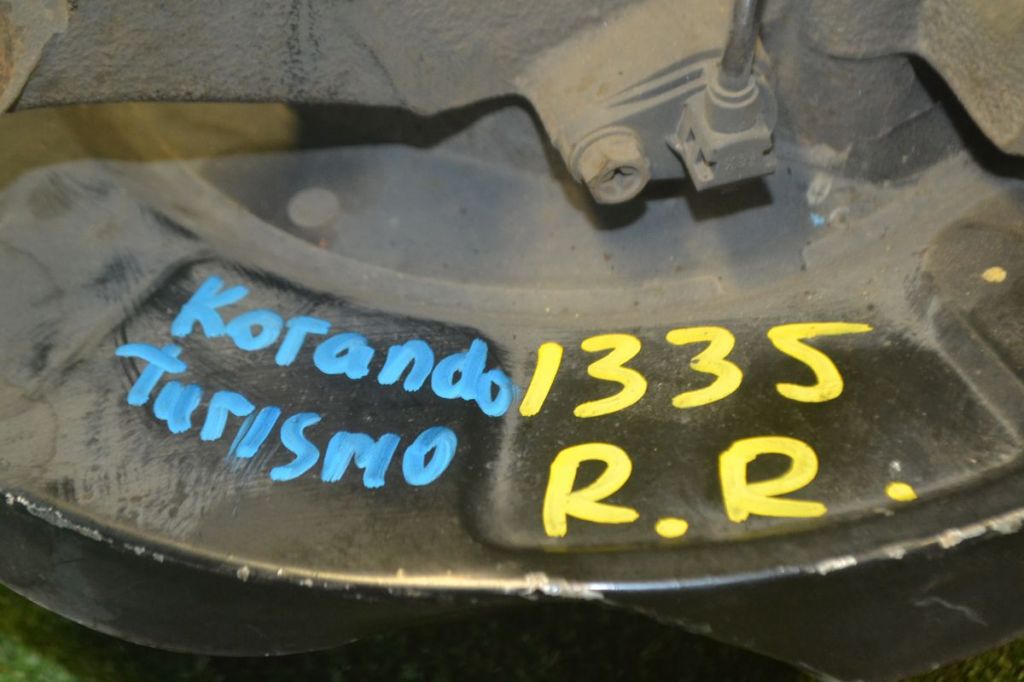 Korando
Turismo
1335
R.R.